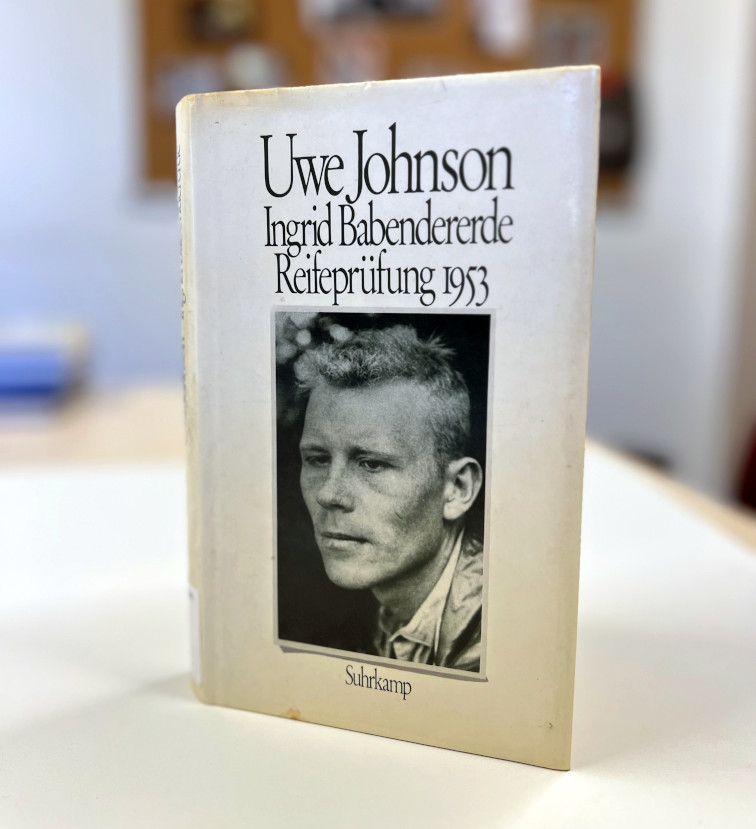 Uwe Johnson
Ingrid Babendererde
Reifeprüfung 1953
Suhrkamp